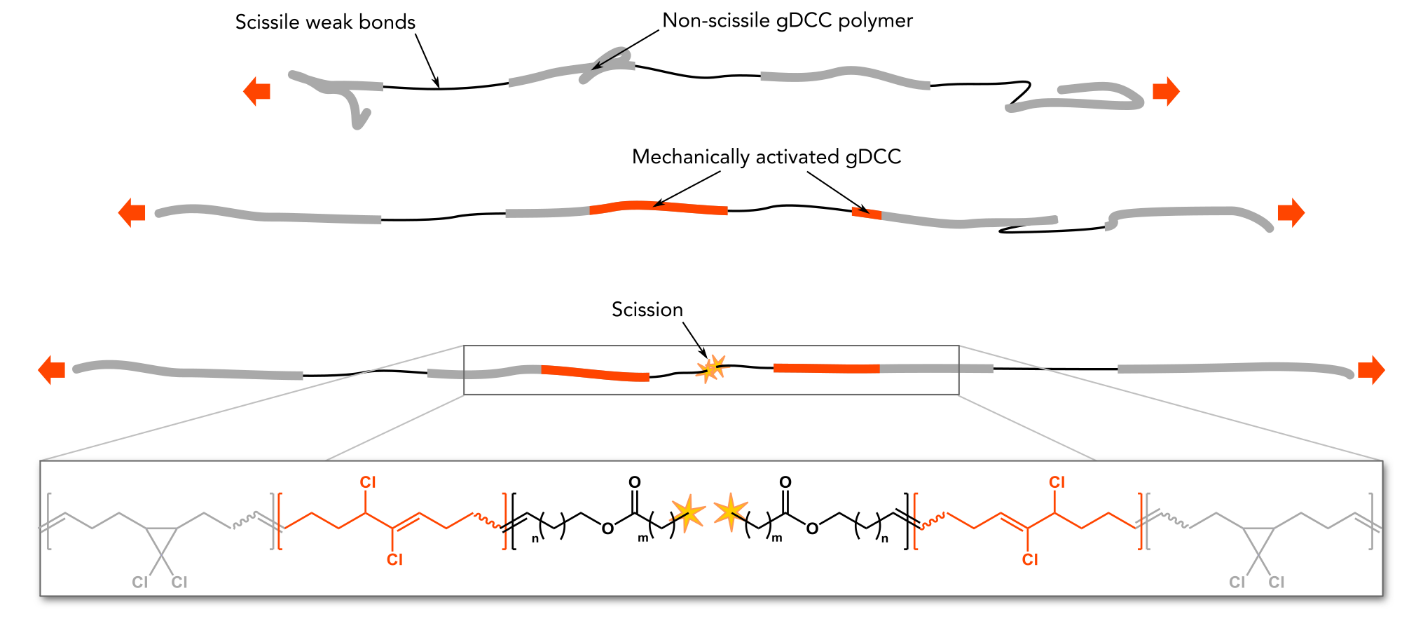 Scissile weak bonds
Non-scissile gDCC polymer
Mechanically activated gDCC
Scission
Cl Cl O O Cl
n O m m O n
Cl Cl
Cl Cl Cl Cl